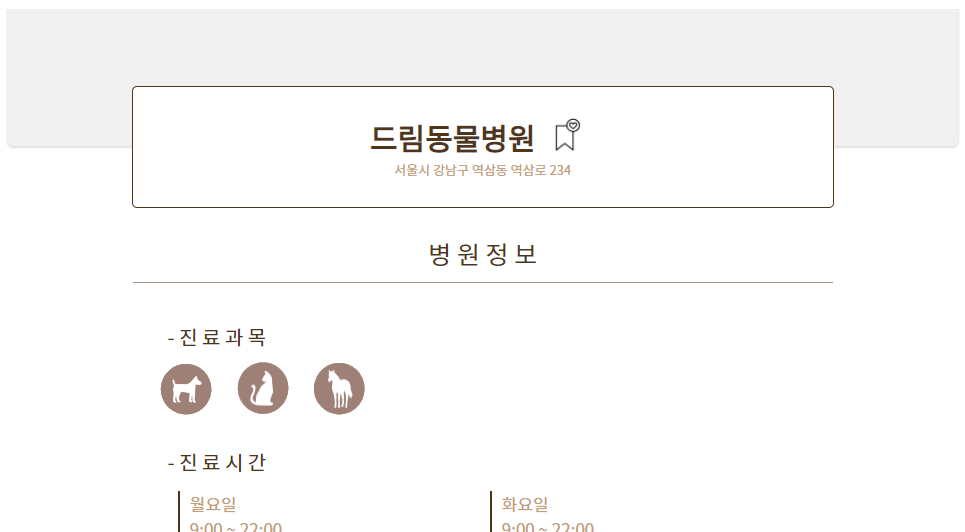 드림동물병원
서울시 강남구 역삼동 역삼로 234
병원정보
- 진료과목
- 진료시간
월요일 화요일
9:00 ~ 22:00 9:00 ~ 22:00